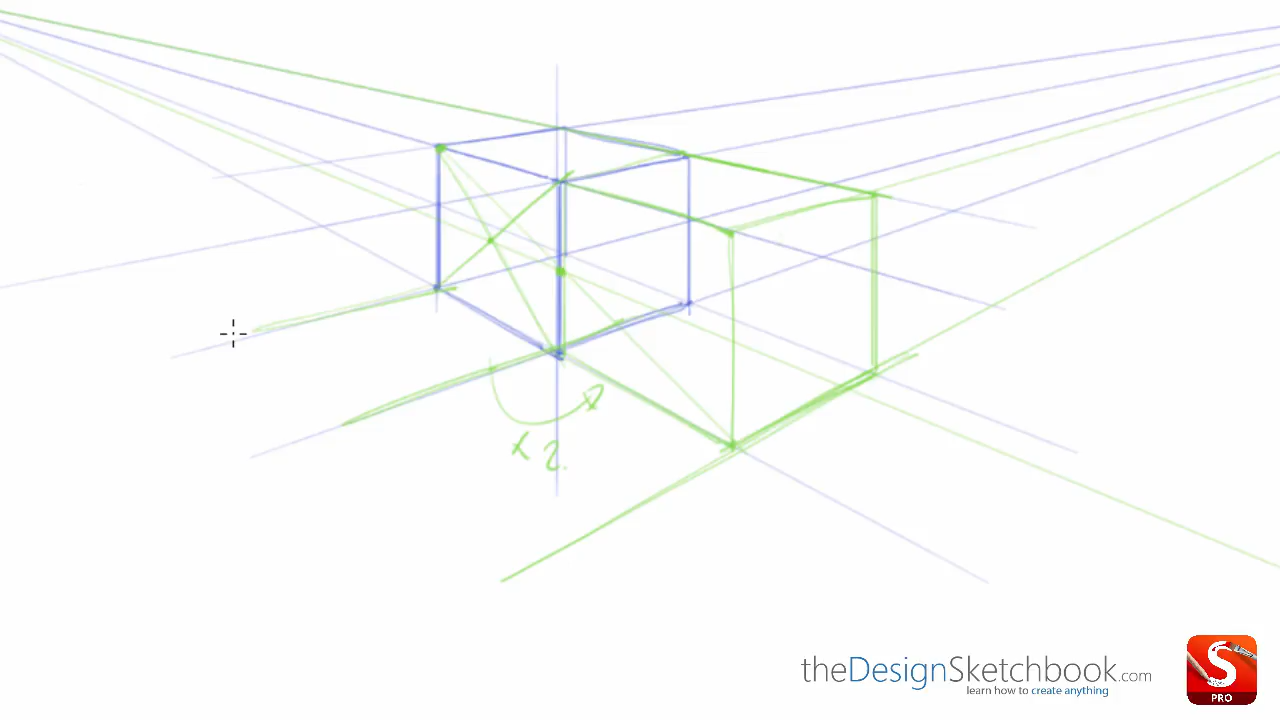 x 2.
theDesignSketchbook.com
learn how to create anything
S
PRO